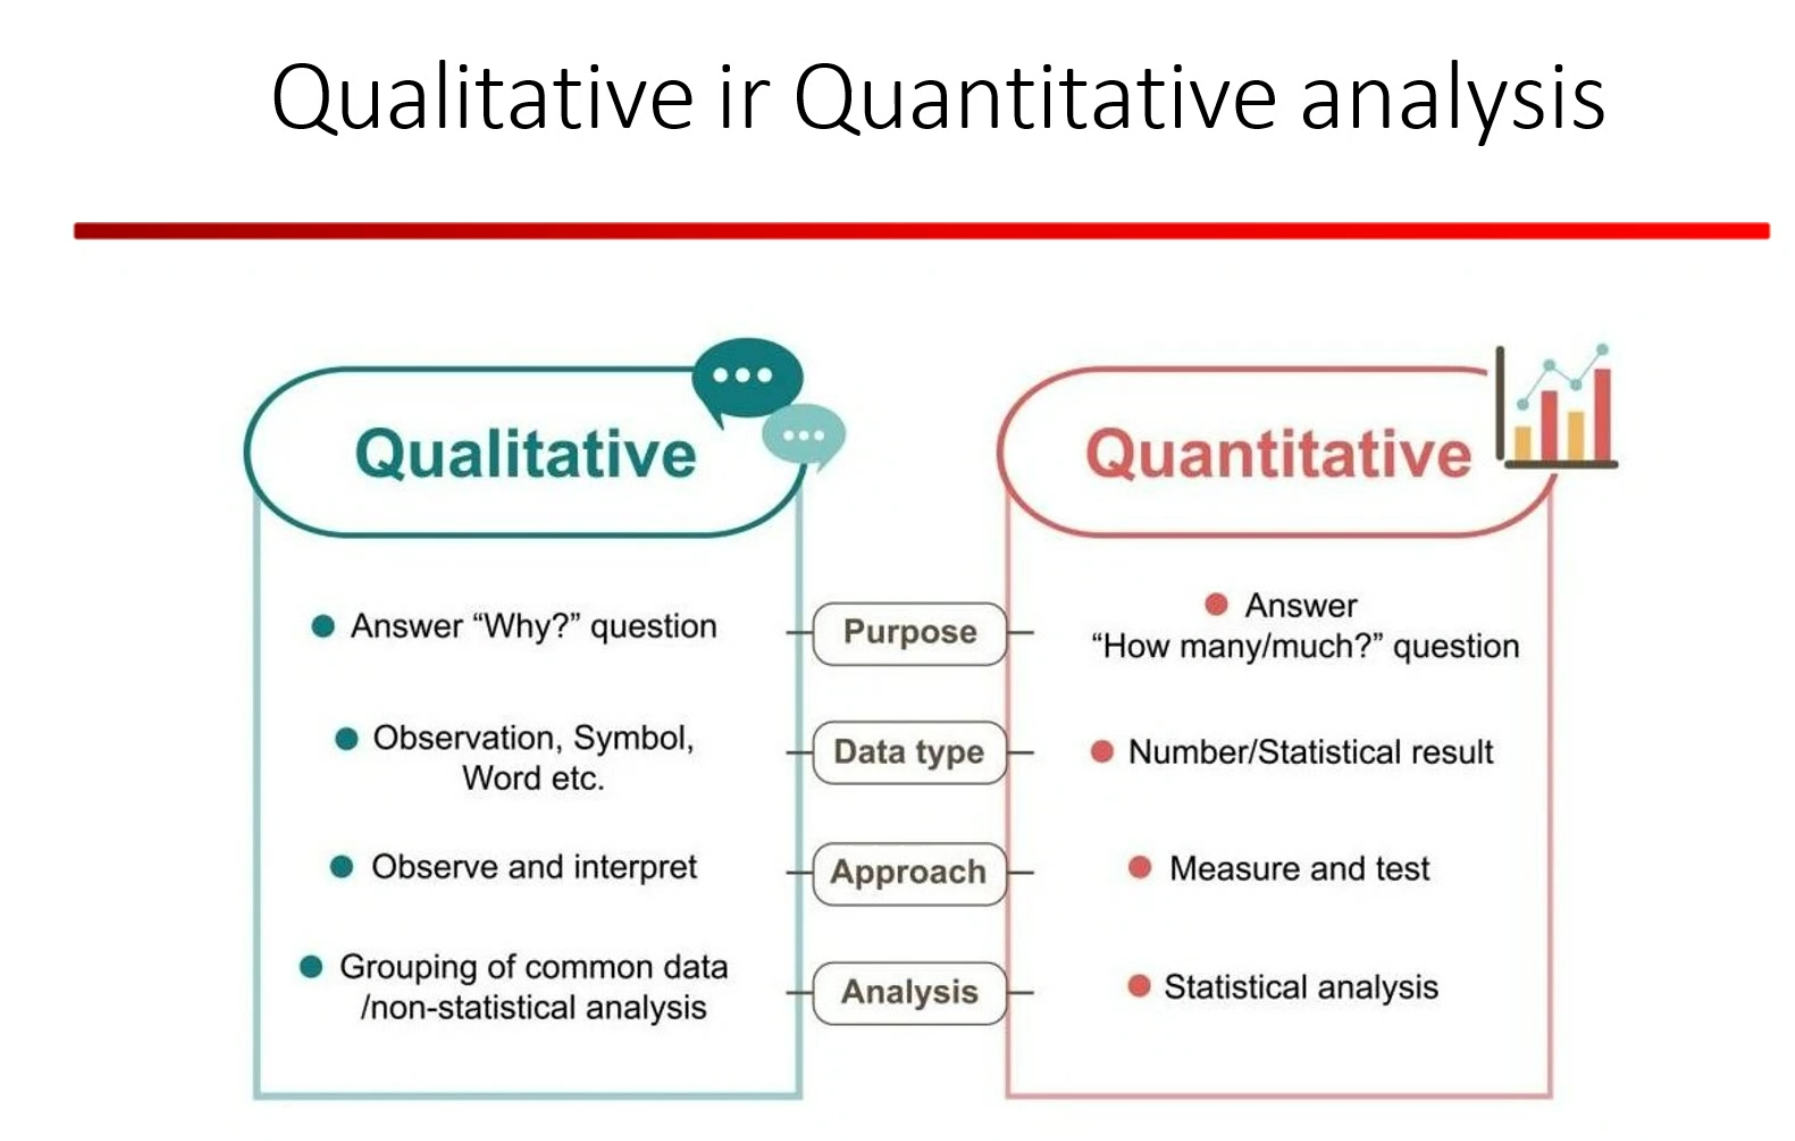 Qualitative ir Quantitative analysis
Qualitative
Quantitative
Answer “Why?” question
Purpose
Answer
“How many/much?” question
Observation, Symbol,
Word etc.
Data type
Number/Statistical result
Observe and interpret
Approach
Measure and test
Grouping of common data
/non-statistical analysis
Analysis
Statistical analysis